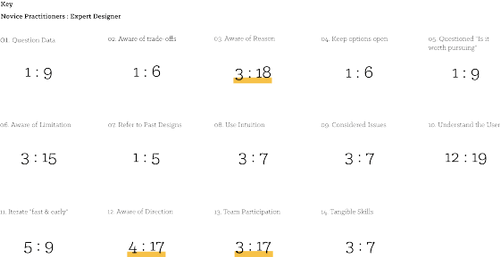 Key
Novice Practitioners : Expert Designer
01. Question Data
02. Aware of trade-offs
03. Aware of Reason
04. Keep options open
05. Questioned "Is it
worth pursuing"
1 : 9
1 : 6
3 : 18
1 : 6
1 : 9
06. Aware of Limitation
07. Refer to Past Designs
08. Use Intuition
09. Considered Issues
10. Understand the User
3 : 15
1 : 5
3 : 7
3 : 7
12 : 19
11. Iterate "fast & early"
12. Aware of Direction
13. Team Participation
14. Tangible Skills
5 : 9
4 : 17
3 : 17
3 : 7